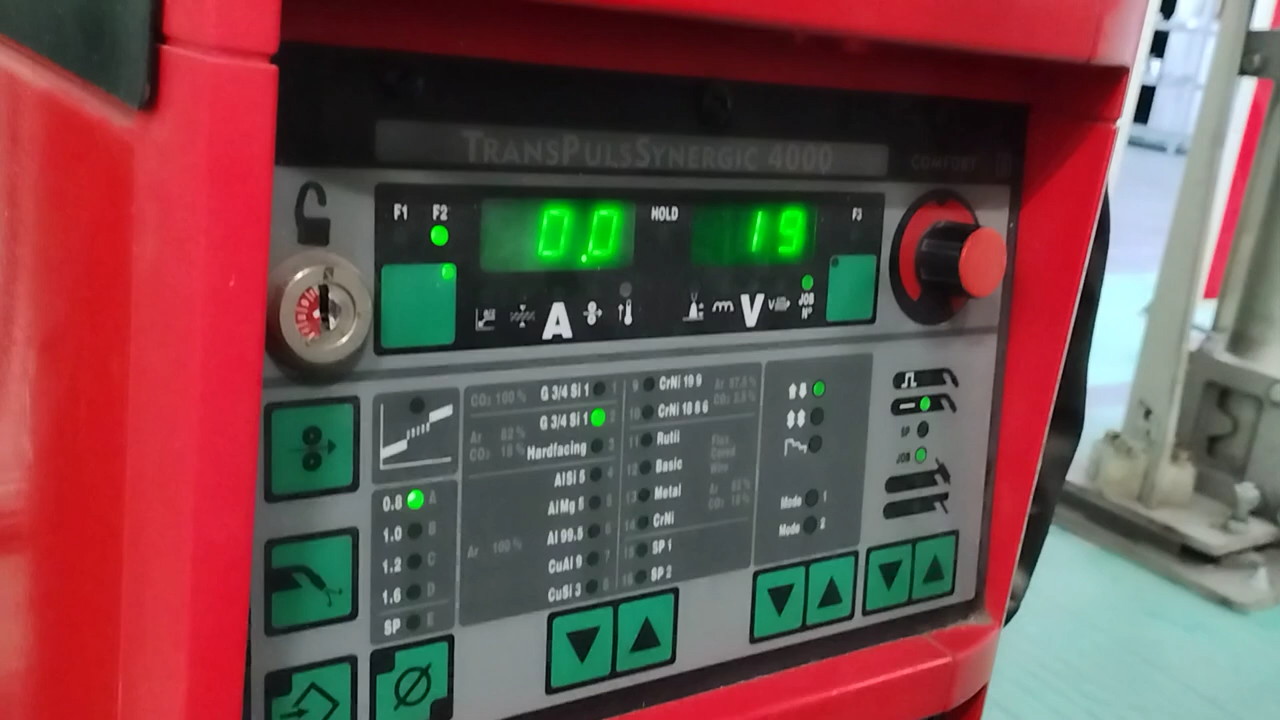 TRANSPULSSYNERGIC 4000 COMFORT
F1 F2 0.0 HOLD 19 F3
A V JOB N°
CO2 100% G 3/4 Si 1 1
Ar 82% CO2 18% G 3/4 Si 1 2
Hardfacing 3
AlSi 5 4
AlMg 5 5
Ar 100% Al 99.5 6
CuAl 9 7
CuSi 3 8
9 CrNi 19 9 Ar 97.5% CO2 2.5%
10 CrNi 18 8 6
11 Rutil Flux Cored Wire
12 Basic
13 Metal Ar 82% CO2 18%
14 CrNi
15 SP 1
16 SP 2
0.8 A
1.0 B
1.2 C
1.6 D
SP E
Mode 1
Mode 2
SP
JOB